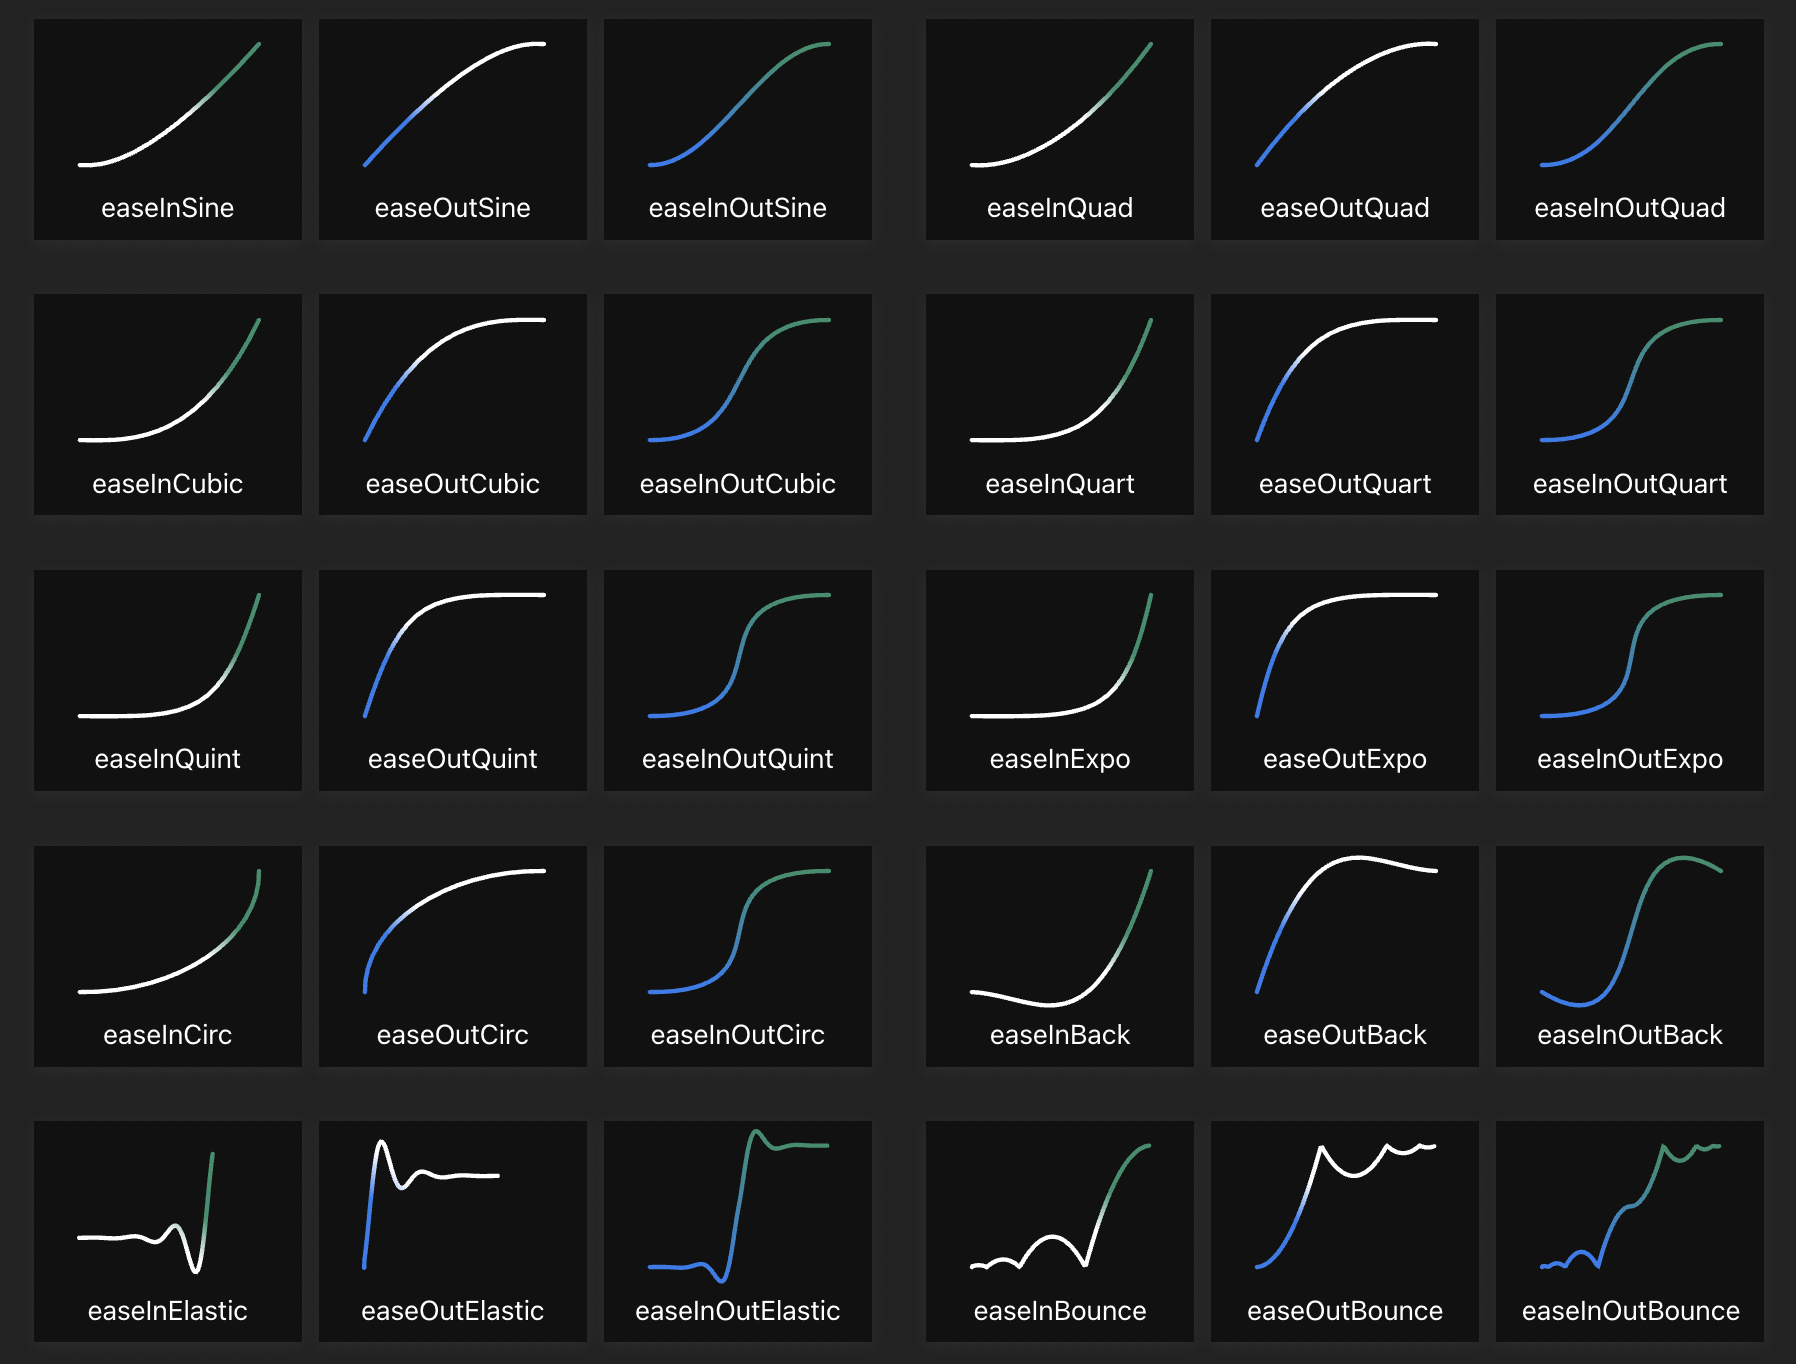 easeInSine
easeOutSine
easeInOutSine
easeInQuad
easeOutQuad
easeInOutQuad
easeInCubic
easeOutCubic
easeInOutCubic
easeInQuart
easeOutQuart
easeInOutQuart
easeInQuint
easeOutQuint
easeInOutQuint
easeInExpo
easeOutExpo
easeInOutExpo
easeInCirc
easeOutCirc
easeInOutCirc
easeInBack
easeOutBack
easeInOutBack
easeInElastic
easeOutElastic
easeInOutElastic
easeInBounce
easeOutBounce
easeInOutBounce